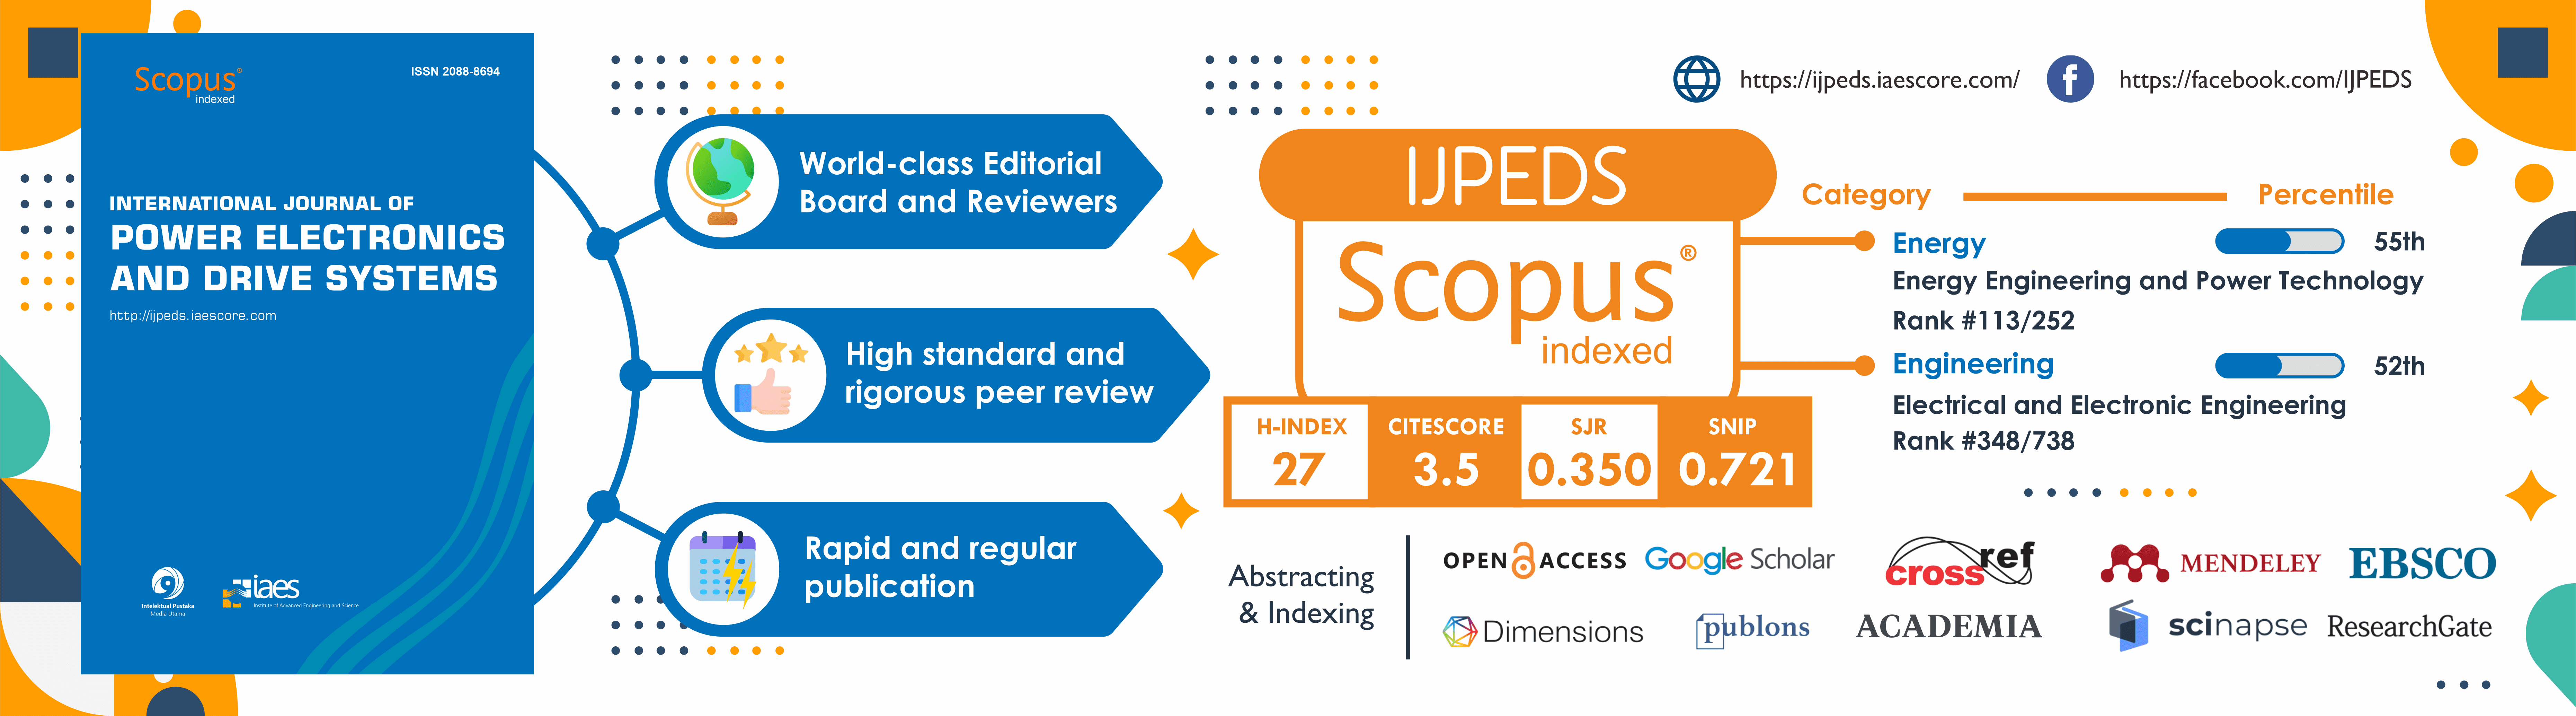 Scopus®
indexed
ISSN 2088-8694
INTERNATIONAL JOURNAL OF
POWER ELECTRONICS
AND DRIVE SYSTEMS
http://ijpeds.iaescore.com
Intelektual Pustaka
Media Utama
iaes
Institute of Advanced Engineering and Science
World-class Editorial
Board and Reviewers
High standard and
rigorous peer review
Rapid and regular
publication
https://ijpeds.iaescore.com/
f
https://facebook.com/IJPEDS
IJPEDS
Scopus®
indexed
H-INDEX
27
CITESCORE
3.5
SJR
0.350
SNIP
0.721
Category
Percentile
Energy
55th
Energy Engineering and Power Technology
Rank #113/252
Engineering
52th
Electrical and Electronic Engineering
Rank #348/738
Abstracting
& Indexing
OPEN ACCESS
Google Scholar
crossref
MENDELEY
EBSCO
Dimensions
publons
ACADEMIA
scinapse
ResearchGate